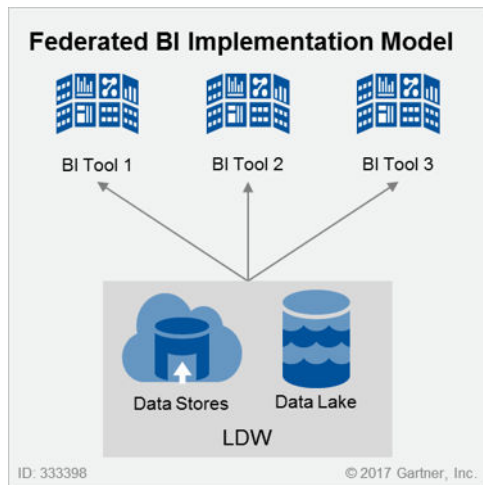 Federated BI Implementation Model
BI Tool 1
BI Tool 2
BI Tool 3
Data Stores
Data Lake
LDW
ID: 333398
© 2017 Gartner, Inc.